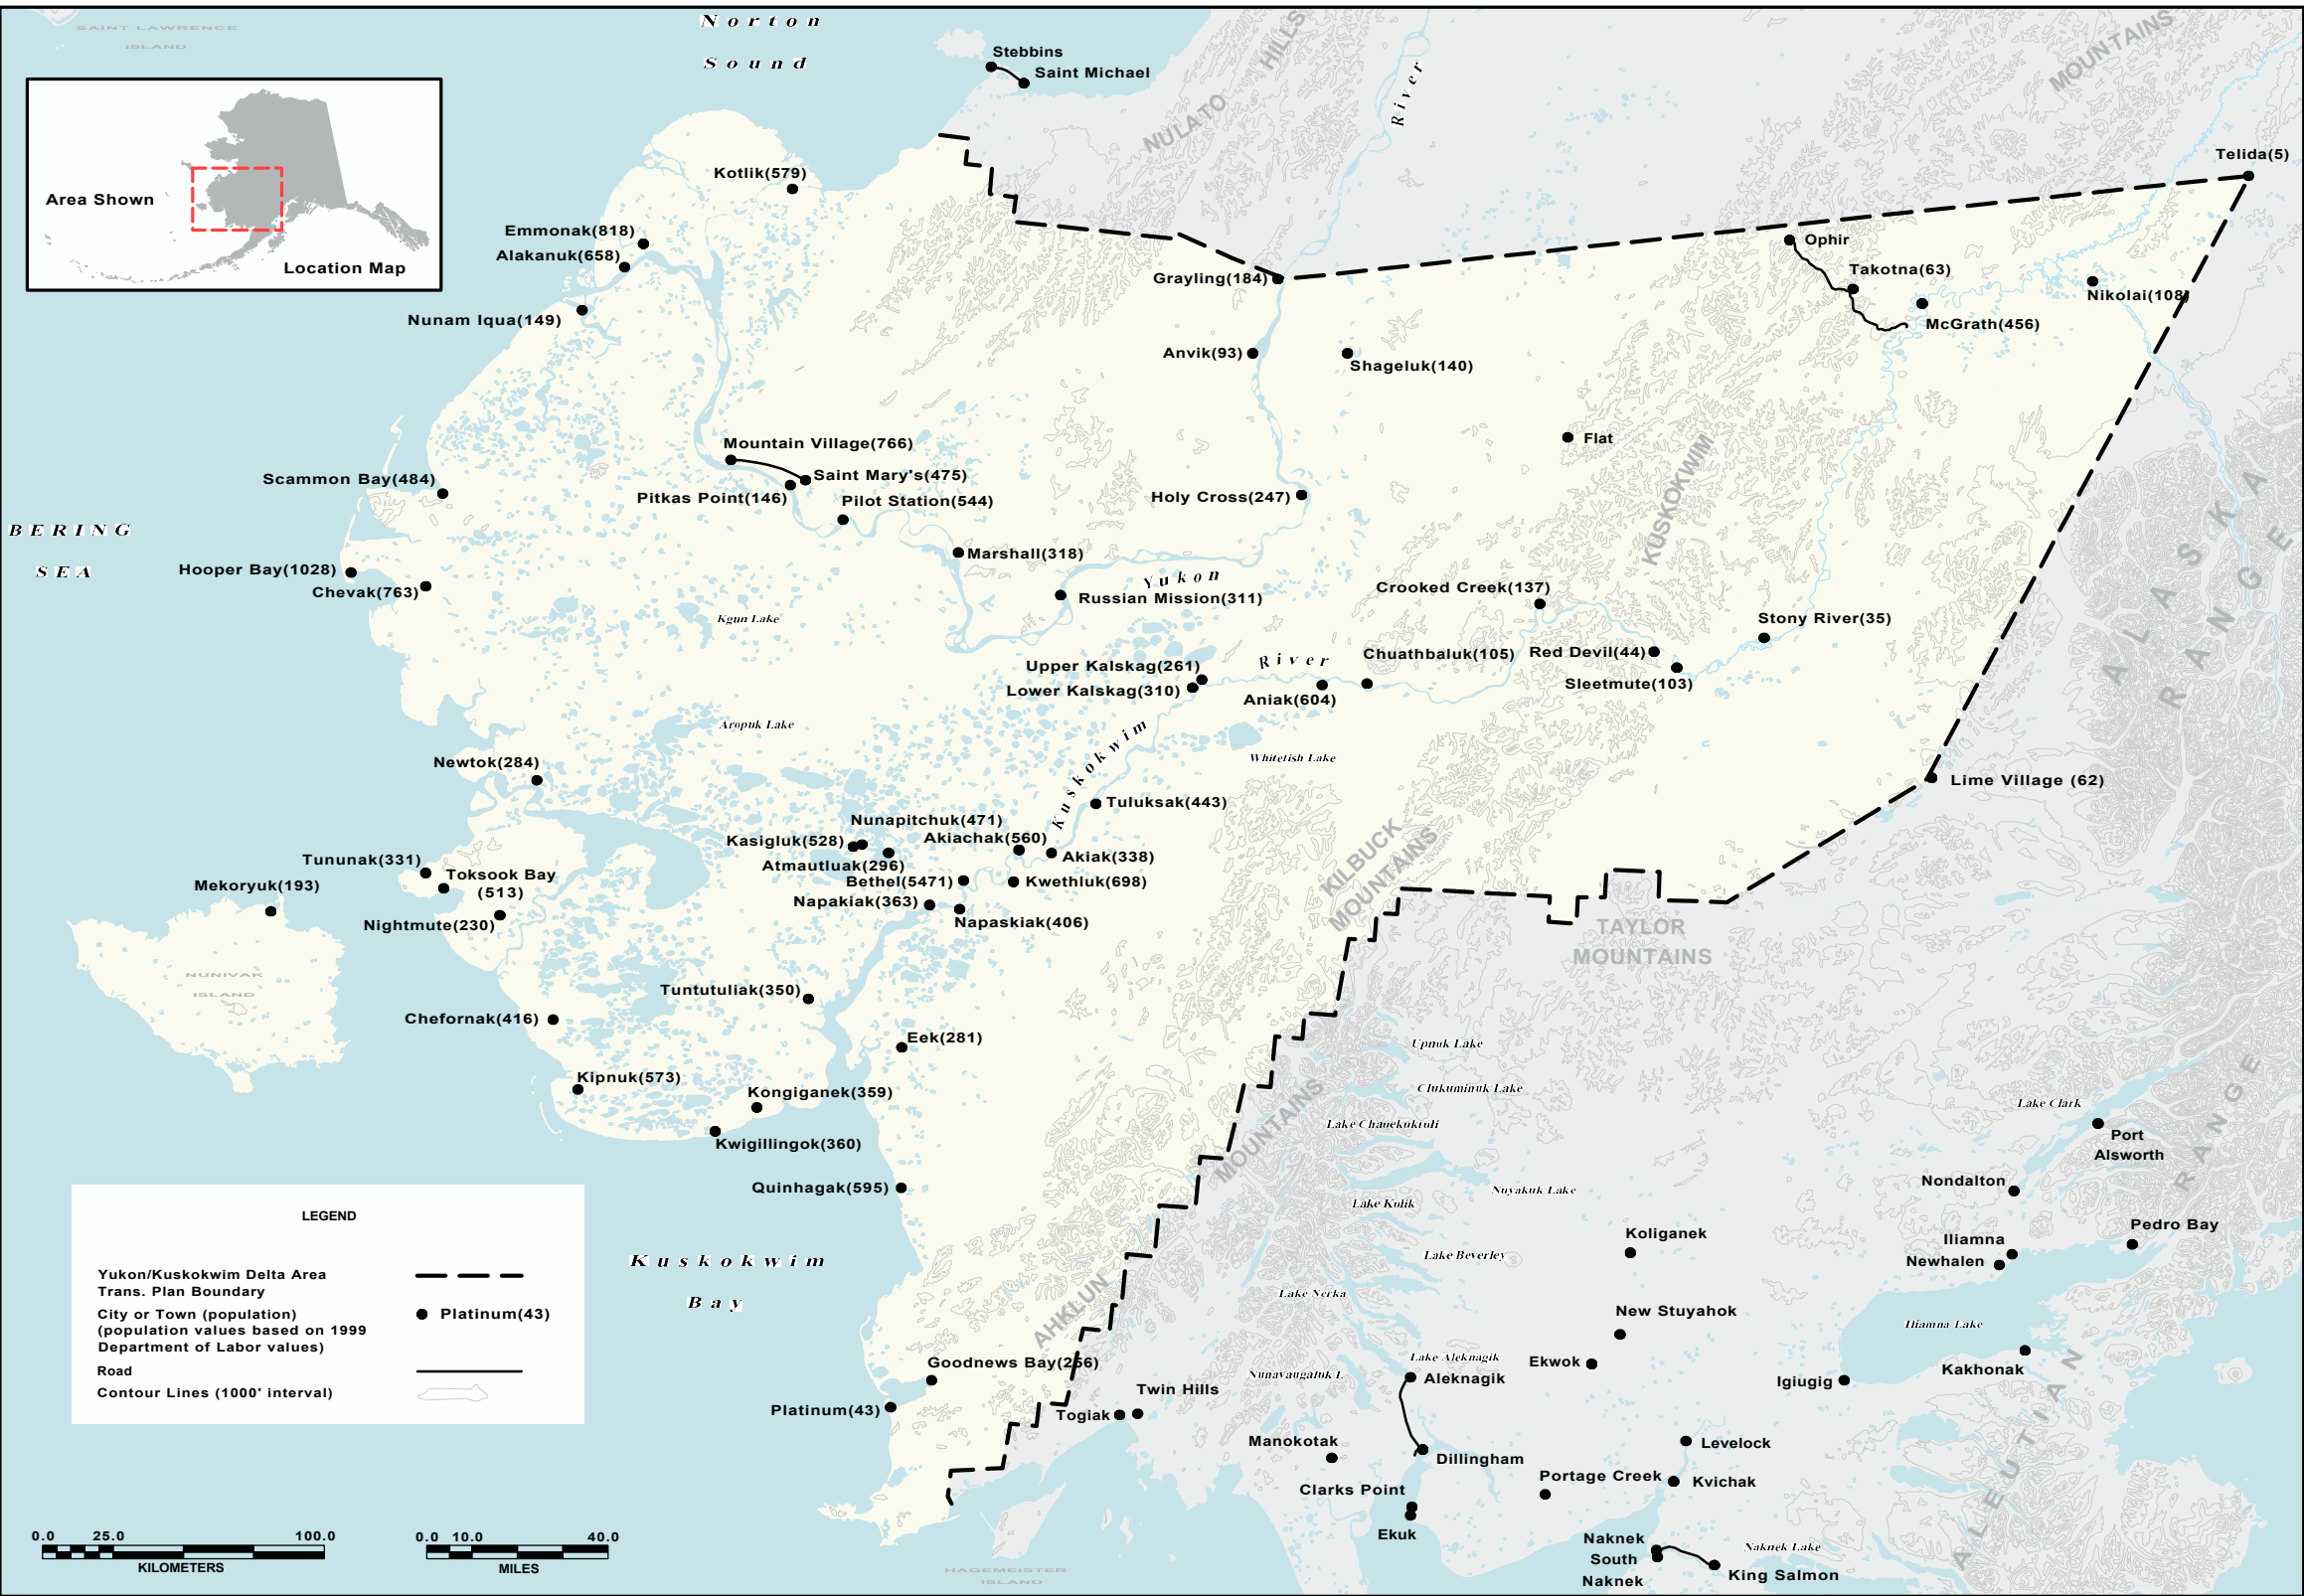 SAINT LAWRENCE
ISLAND
Norton
Sound
Stebbins
Saint Michael
NULATO
HILLS
River
MOUNTAINS
Area Shown
Location Map
Telida(5)
Kotlik(579)
Emmonak(818)
Alakanuk(658)
Nunam Iqua(149)
Grayling(184)
Ophir
Takotna(63)
Nikolai(108)
McGrath(456)
Anvik(93)
Shageluk(140)
Mountain Village(766)
Saint Mary's(475)
Pitkas Point(146)
Pilot Station(544)
Flat
KUSKOKWIM
Scammon Bay(484)
Holy Cross(247)
BERING
SEA
Hooper Bay(1028)
Chevak(763)
Marshall(318)
Yukon
Russian Mission(311)
Kgun Lake
Crooked Creek(137)
Stony River(35)
ALASKA
RANGE
Upper Kalskag(261)
Lower Kalskag(310)
River
Chuathbaluk(105)
Red Devil(44)
Sleetmute(103)
Aniak(604)
Aropuk Lake
Kuskokwim
Whitefish Lake
Newtok(284)
Lime Village (62)
Tuluksak(443)
Nunapitchuk(471)
Kasigluk(528)
Akiachak(560)
Atmautluak(296)
Akiak(338)
Bethel(5471)
Kwethluk(698)
Napakiak(363)
Napaskiak(406)
KILBUCK
MOUNTAINS
Tununak(331)
Toksook Bay
(513)
Mekoryuk(193)
Nightmute(230)
TAYLOR
MOUNTAINS
NUNIVAK
ISLAND
Tuntutuliak(350)
Chefornak(416)
Eek(281)
Upnuk Lake
Kipnuk(573)
Kongiganek(359)
Kwigillingok(360)
Chikuminuk Lake
Lake Chauekuktuli
Lake Clark
Port
Alsworth
MOUNTAINS
Quinhagak(595)
Nuyakuk Lake
Lake Kulik
Nondalton
Pedro Bay
Koliganek
Iliamna
Newhalen
Lake Beverley
Kuskokwim
Bay
Lake Nerka
AHKLUN
New Stuyahok
Iliamna Lake
Ekwok
Kakhonak
Igiugig
Goodnews Bay(256)
Lake Aleknagik
Aleknagik
Nunavaugaluk L
Twin Hills
Togiak
Platinum(43)
Manokotak
Dillingham
Levelock
Portage Creek
Kvichak
Clarks Point
Ekuk
Naknek
South
Naknek
Naknek Lake
King Salmon
ALEUTIAN
RANGE
HAGEMEISTER
ISLAND
LEGEND
Yukon/Kuskokwim Delta Area
Trans. Plan Boundary
City or Town (population)
(population values based on 1999
Department of Labor values)
Platinum(43)
Road
Contour Lines (1000' interval)
0.0 25.0 100.0
KILOMETERS
0.0 10.0 40.0
MILES